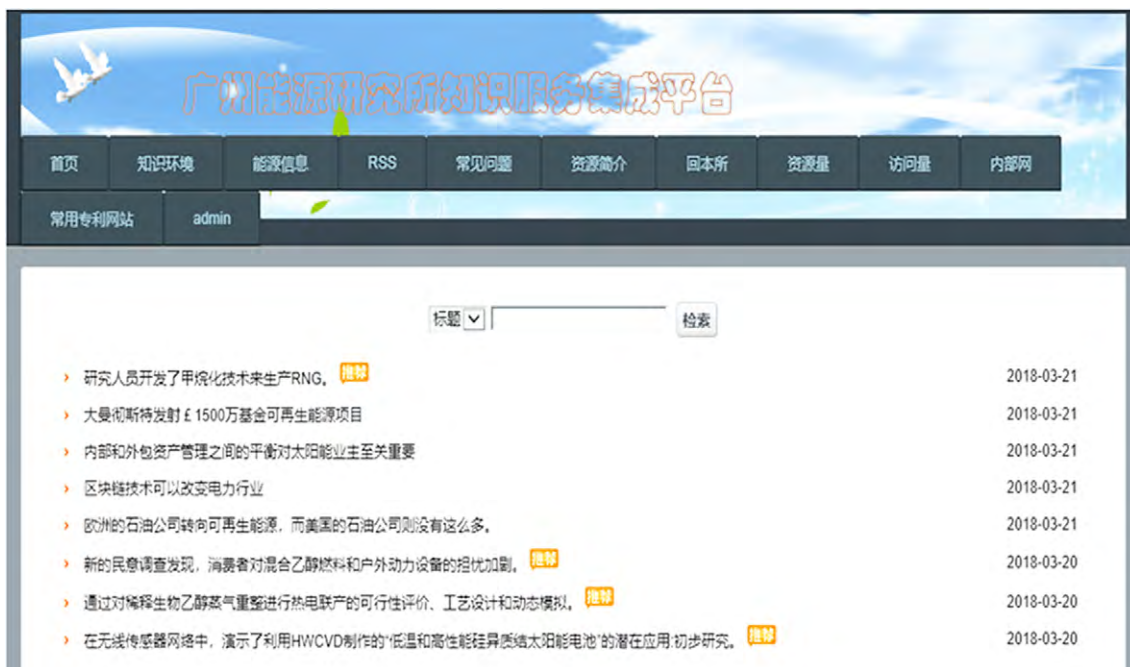 广州能源研究所知识服务集成平台
首页 知识环境 能源信息 RSS 常见问题 资源简介 回本所 资源量 访问量 内部网
常用专利网站 admin
标题 检索
研究人员开发了甲烷化技术来生产RNG。 推荐 2018-03-21
大曼彻斯特发射￡1500万基金可再生能源项目 2018-03-21
内部和外包资产管理之间的平衡对太阳能业主至关重要 2018-03-21
区块链技术可以改变电力行业 2018-03-21
欧洲的石油公司转向可再生能源，而美国的石油公司则没有这么多。 2018-03-21
新的民意调查发现，消费者对混合乙醇燃料和户外动力设备的担忧加剧。 推荐 2018-03-20
通过对稀释生物乙醇蒸气重整进行热电联产的可行性评价、工艺设计和动态模拟。 推荐 2018-03-20
在无线传感器网络中，演示了利用HWCVD制作的“低温和高性能硅异质结太阳能电池”的潜在应用:初步研究。 推荐 2018-03-20